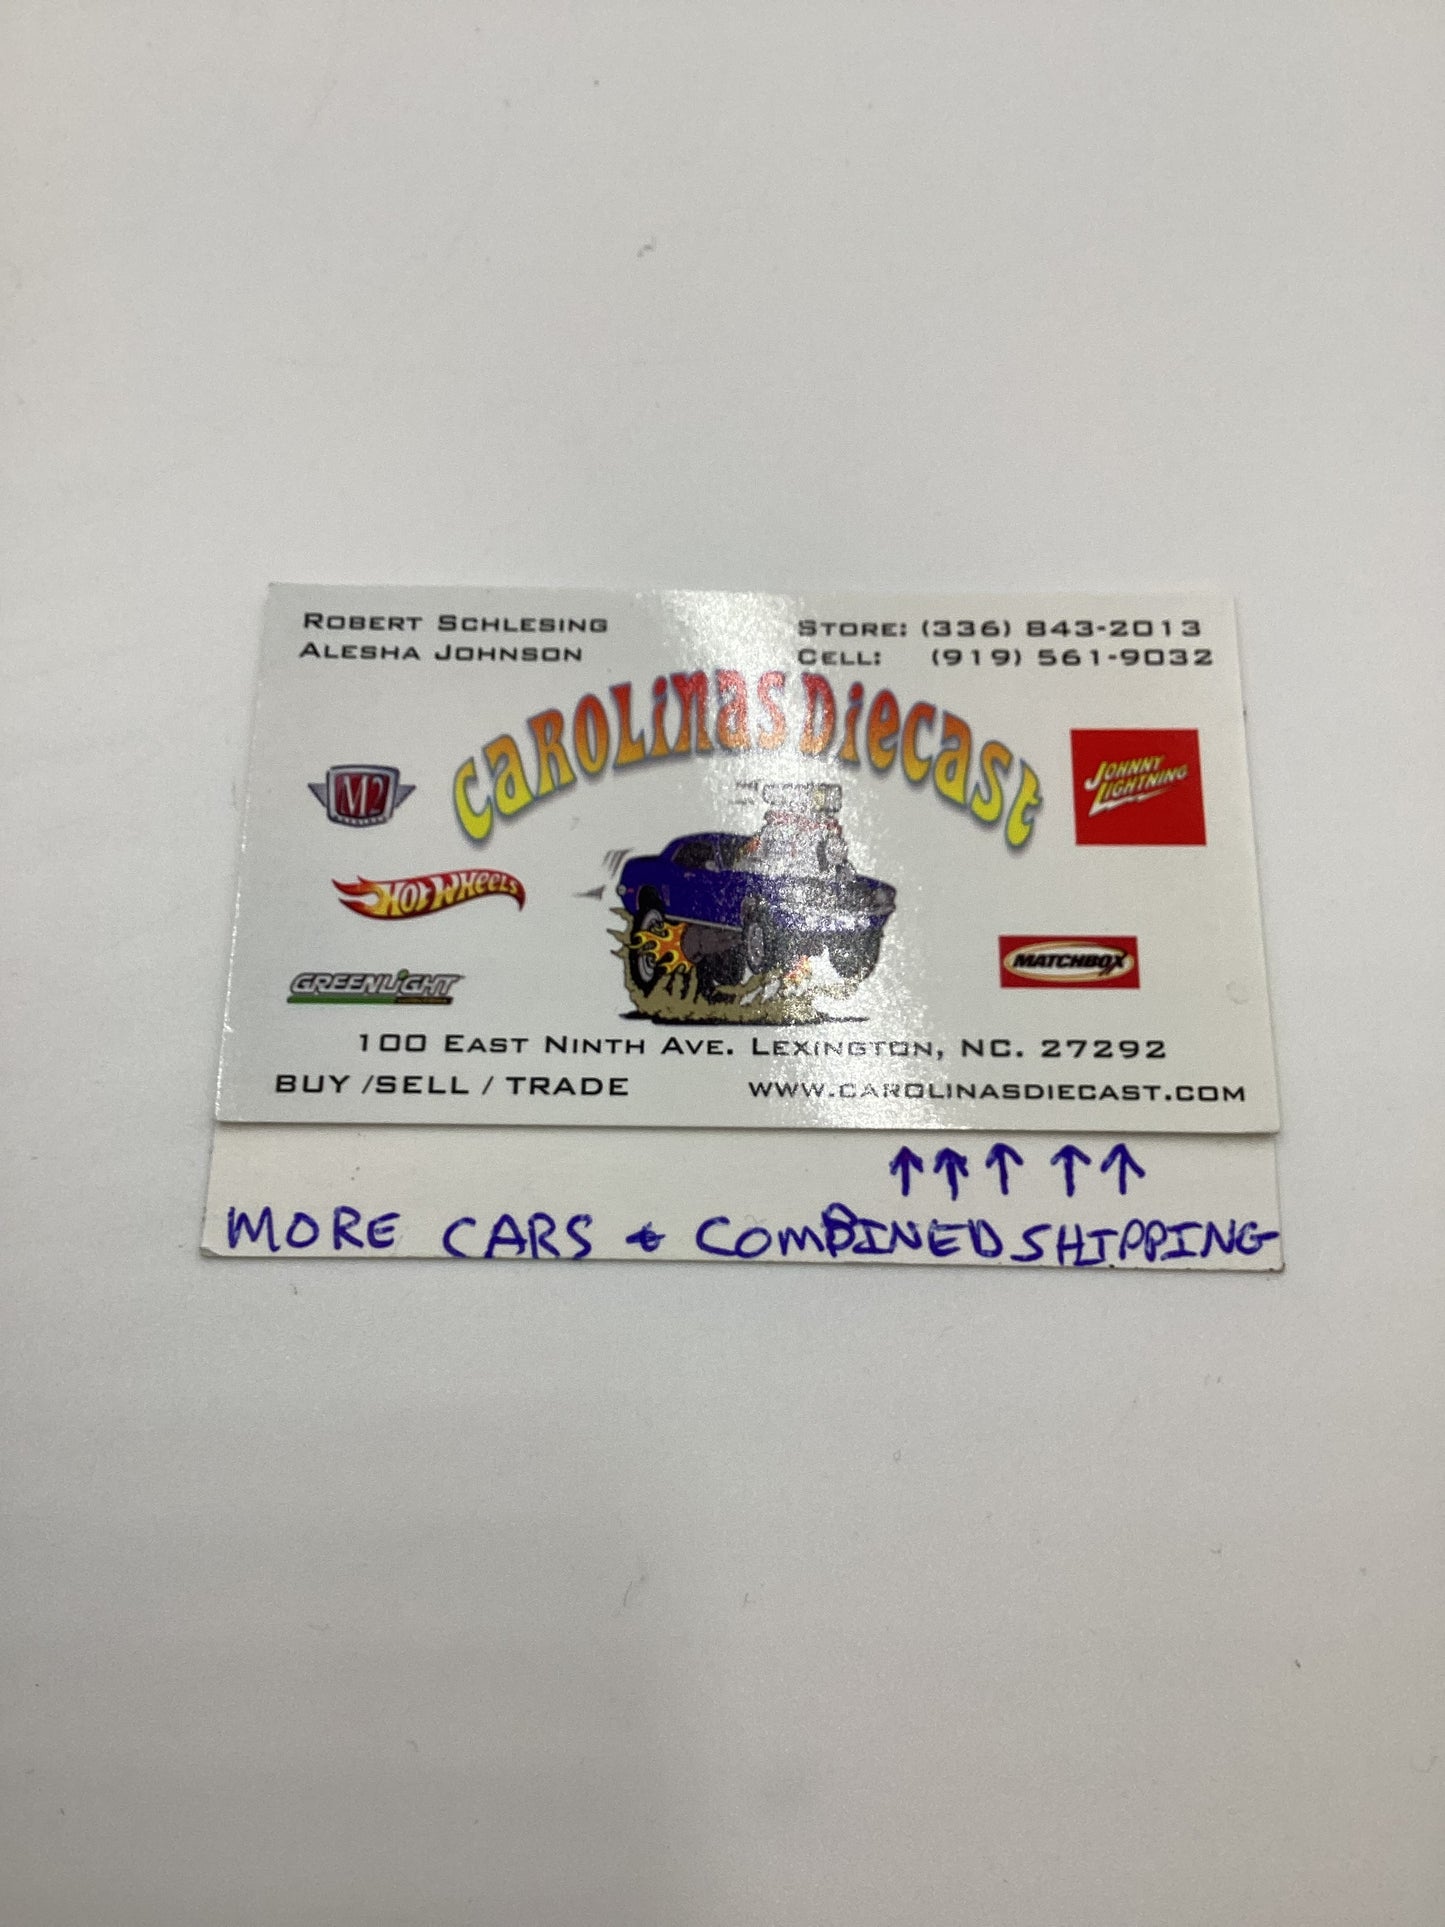 ROBERT SCHLESING
ALESHA JOHNSON
STORE: (336) 843-2013
CELL: (919) 561-9032
CAROLINAS DIECAST
M2
JOHNNY
LIGHTNING
HOT WHEELS
MATCHBOX
GREENLIGHT
100 EAST NINTH AVE. LEXINGTON, NC. 27292
BUY /SELL / TRADE
WWW.CAROLINASDIECAST.COM
↑ ↑ ↑ ↑ ↑
MORE CARS & COMBINED SHIPPING